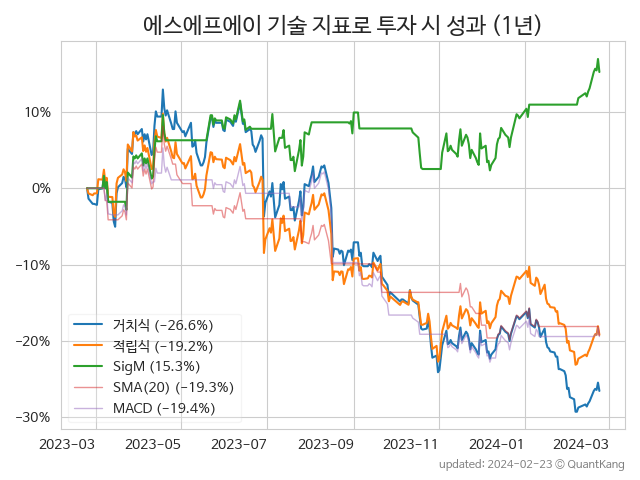 에스에프에이 기술 지표로 투자 시 성과 (1년)
10%
0%
−10%
−20%
−30%
거치식 (−26.6%)
적립식 (−19.2%)
SigM (15.3%)
SMA(20) (−19.3%)
MACD (−19.4%)
2023-03 2023-05 2023-07 2023-09 2023-11 2024-01 2024-03
updated: 2024-02-23 © QuantKang